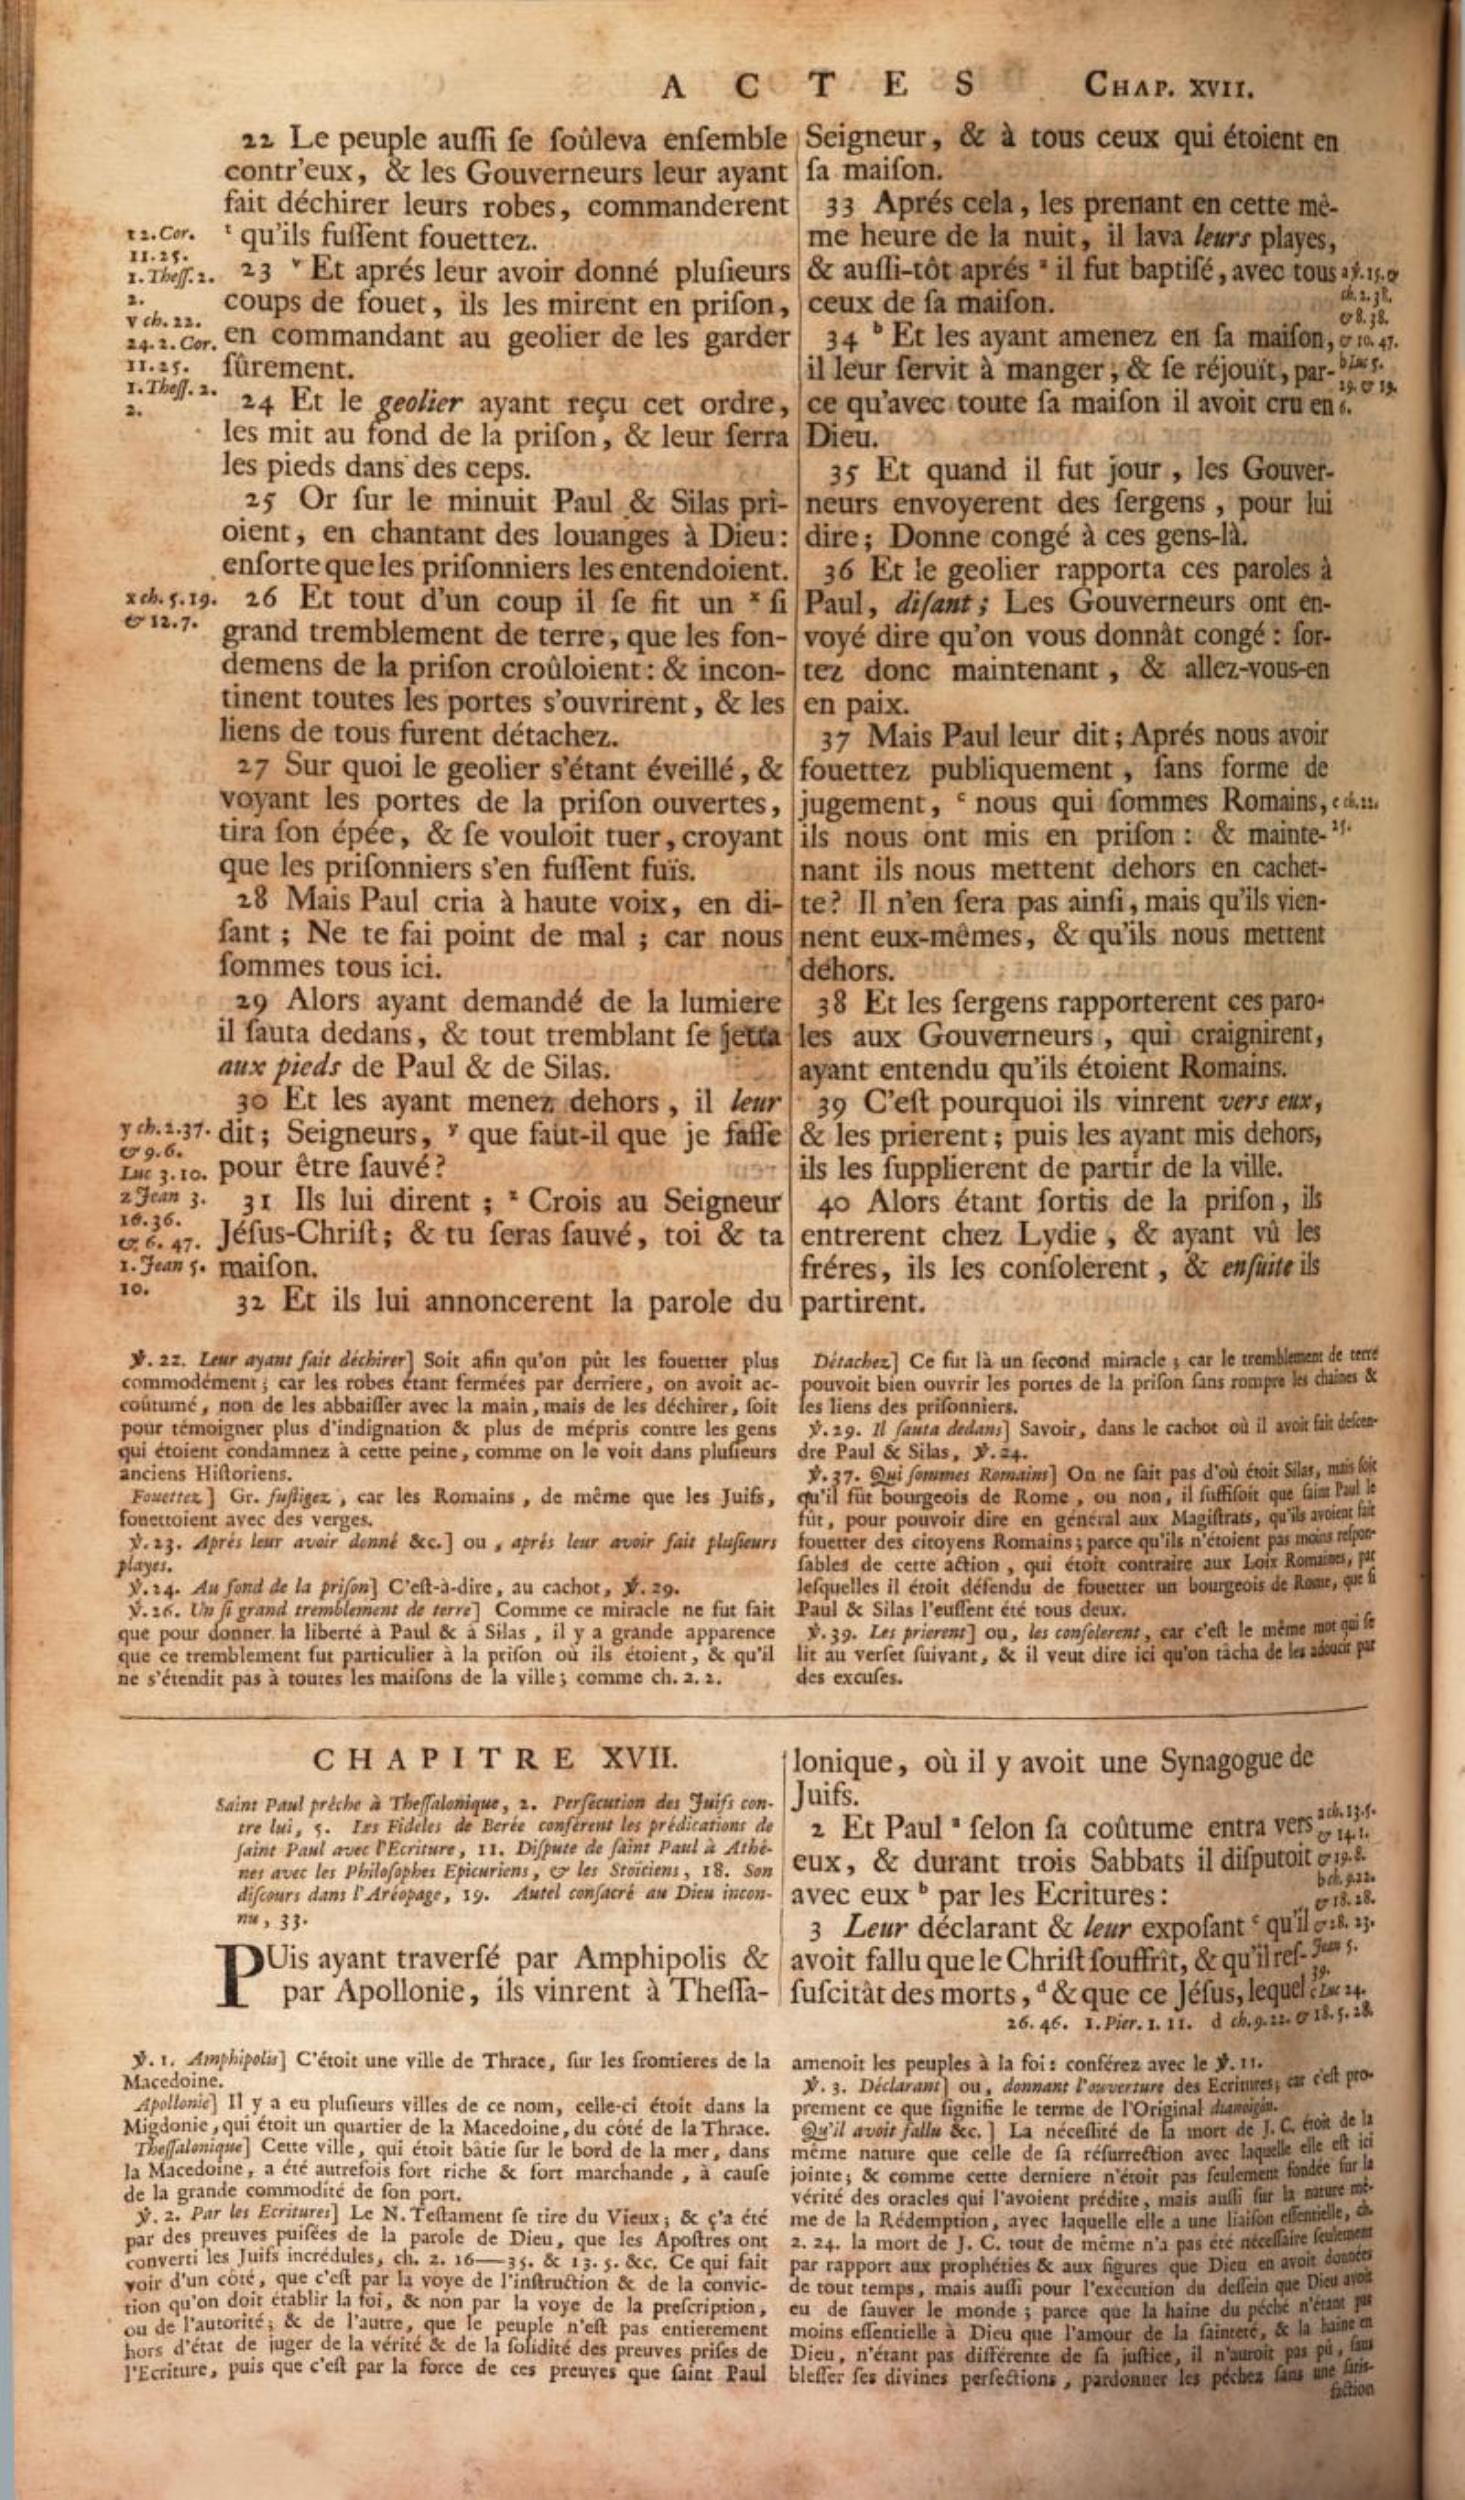 A C T E S CHAP. XVII.
22 Le peuple auſſi ſe ſoûleva enſemble
contr'eux, & les Gouverneurs leur ayant
fait déchirer leurs robes, commanderent
t qu'ils fuſſent fouettez.
23 v Et aprés leur avoir donné pluſieurs
coups de fouet, ils les mirent en priſon,
en commandant au geolier de les garder
ſûrement.
24 Et le geolier ayant reçu cet ordre,
les mit au fond de la priſon, & leur ſerra
les pieds dans des ceps.
25 Or ſur le minuit Paul & Silas pri-
oient, en chantant des louanges à Dieu:
enſorte que les priſonniers les entendoient.
26 Et tout d'un coup il ſe fit un x ſi
grand tremblement de terre, que les fon-
demens de la priſon croûloient: & incon-
tinent toutes les portes s'ouvrirent, & les
liens de tous furent détachez.
27 Sur quoi le geolier s'étant éveillé, &
voyant les portes de la priſon ouvertes,
tira ſon épée, & ſe vouloit tuer, croyant
que les priſonniers s'en fuſſent fuïs.
28 Mais Paul cria à haute voix, en di-
ſant; Ne te fai point de mal; car nous
ſommes tous ici.
29 Alors ayant demandé de la lumiere
il ſauta dedans, & tout tremblant ſe jetta
aux pieds de Paul & de Silas.
30 Et les ayant menez dehors, il leur
dit; Seigneurs, y que faut-il que je faſſe
pour être ſauvé?
31 Ils lui dirent; z Crois au Seigneur
Jéſus-Chriſt; & tu ſeras ſauvé, toi & ta
maiſon.
32 Et ils lui annoncerent la parole du
t 2. Cor.
11. 25.
1. Theſſ. 2.
2.
v ch. 22.
24. 2. Cor.
11. 25.
1. Theſſ. 2.
2.
x ch. 5. 19.
& 12. 7.
y ch. 2. 37.
& 9. 6.
Luc 3. 10.
z Jean 3.
16. 36.
& 6. 47.
1. Jean 5.
10.
Seigneur, & à tous ceux qui étoient en
ſa maiſon.
33 Aprés cela, les prenant en cette mê-
me heure de la nuit, il lava leurs playes,
& auſſi-tôt aprés a il fut baptiſé, avec tous
ceux de ſa maiſon.
34 b Et les ayant amenez en ſa maiſon,
il leur ſervit à manger, & ſe réjouït, par-
ce qu'avec toute ſa maiſon il avoit cru en
Dieu.
35 Et quand il fut jour, les Gouver-
neurs envoyerent des ſergens, pour lui
dire; Donne congé à ces gens-là.
36 Et le geolier rapporta ces paroles à
Paul, diſant; Les Gouverneurs ont en-
voyé dire qu'on vous donnât congé: ſor-
tez donc maintenant, & allez-vous-en
en paix.
37 Mais Paul leur dit; Aprés nous avoir
fouettez publiquement, ſans forme de
jugement, c nous qui ſommes Romains,
ils nous ont mis en priſon: & mainte-
nant ils nous mettent dehors en cachet-
te? Il n'en ſera pas ainſi, mais qu'ils vien-
nent eux-mêmes, & qu'ils nous mettent
dehors.
38 Et les ſergens rapporterent ces paro-
les aux Gouverneurs, qui craignirent,
ayant entendu qu'ils étoient Romains.
39 C'eſt pourquoi ils vinrent vers eux,
& les prierent; puis les ayant mis dehors,
ils les ſupplierent de partir de la ville.
40 Alors étant ſortis de la priſon, ils
entrerent chez Lydie, & ayant vû les
fréres, ils les conſolerent, & enſuite ils
partirent.
a ỳ. 15. &
ch. 2. 38.
& 8. 38.
& 10. 47.
b Luc 5.
29. & 19.
6.
c ch. 22.
25.
ỳ. 22. Leur ayant fait déchirer] Soit afin qu'on pût les fouetter plus
commodément; car les robes étant fermées par derriere, on avoit ac-
coûtumé, non de les abbaiſſer avec la main, mais de les déchirer, ſoit
pour témoigner plus d'indignation & plus de mépris contre les gens
qui étoient condamnez à cette peine, comme on le voit dans pluſieurs
anciens Hiſtoriens.
Fouettez] Gr. fuſtigez, car les Romains, de même que les Juifs,
fouettoient avec des verges.
ỳ. 23. Aprés leur avoir donné &c.] ou, aprés leur avoir fait pluſieurs
playes.
ỳ. 24. Au fond de la priſon] C'eſt-à-dire, au cachot, ỳ. 29.
ỳ. 26. Un ſi grand tremblement de terre] Comme ce miracle ne fut fait
que pour donner la liberté à Paul & à Silas, il y a grande apparence
que ce tremblement fut particulier à la priſon où ils étoient, & qu'il
ne s'étendit pas à toutes les maiſons de la ville; comme ch. 2. 2.
Détachez] Ce fut là un ſecond miracle; car le tremblement de terre
pouvoit bien ouvrir les portes de la priſon ſans rompre les chaines &
les liens des priſonniers.
ỳ. 29. Il ſauta dedans] Savoir, dans le cachot où il avoit fait deſcen-
dre Paul & Silas, ỳ. 24.
ỳ. 37. Qui ſommes Romains] On ne ſait pas d'où étoit Silas, mais ſoit
qu'il fût bourgeois de Rome, ou non, il ſuffiſoit que ſaint Paul le
fût, pour pouvoir dire en général aux Magiſtrats, qu'ils avoient fait
fouetter des citoyens Romains; parce qu'ils n'étoient pas moins reſpon-
ſables de cette action, qui étoit contraire aux Loix Romaines, par
leſquelles il étoit défendu de fouetter un bourgeois de Rome, que ſi
Paul & Silas l'euſſent été tous deux.
ỳ. 39. Les prierent] ou, les conſolerent, car c'eſt le même mot qui ſe
lit au verſet ſuivant, & il veut dire ici qu'on tâcha de les adoucir par
des excuſes.
CHAPITRE XVII.
Saint Paul prêche à Theſſalonique, 2. Perſécution des Juifs con-
tre lui, 5. Les Fideles de Berée conférent les prédications de
ſaint Paul avec l'Ecriture, 11. Diſpute de ſaint Paul à Athé-
nes avec les Philoſophes Epicuriens, & les Stoïciens, 18. Son
diſcours dans l'Aréopage, 19. Autel conſacré au Dieu incon-
nu, 33.
PUis ayant traverſé par Amphipolis &
par Apollonie, ils vinrent à Theſſa-
lonique, où il y avoit une Synagogue de
Juifs.
2 Et Paul a ſelon ſa coûtume entra vers
eux, & durant trois Sabbats il diſputoit
avec eux b par les Ecritures:
3 Leur déclarant & leur expoſant c qu'il
avoit fallu que le Chriſt ſouffrît, & qu'il reſ-
ſuſcitât des morts, d & que ce Jéſus, lequel
a ch. 13. 5.
& 14. 1.
& 19. 8.
b ch. 9. 22.
& 18. 28.
& 28. 23.
Jean 5.
39.
c Luc 24.
26. 46. 1. Pier. 1. 11. d ch. 9. 22. & 18. 5. 28.
ỳ. 1. Amphipolis] C'étoit une ville de Thrace, ſur les frontieres de la
Macedoine.
Apollonie] Il y a eu pluſieurs villes de ce nom, celle-ci étoit dans la
Migdonie, qui étoit un quartier de la Macedoine, du côté de la Thrace.
Theſſalonique] Cette ville, qui étoit bâtie ſur le bord de la mer, dans
la Macedoine, a été autrefois fort riche & fort marchande, à cauſe
de la grande commodité de ſon port.
ỳ. 2. Par les Ecritures] Le N. Teſtament ſe tire du Vieux; & ç'a été
par des preuves puiſées de la parole de Dieu, que les Apoſtres ont
converti les Juifs incrédules, ch. 2. 16—35. & 13. 5. &c. Ce qui fait
voir d'un côté, que c'eſt par la voye de l'inſtruction & de la convic-
tion qu'on doit établir la foi, & non par la voye de la preſcription,
ou de l'autorité; & de l'autre, que le peuple n'eſt pas entierement
hors d'état de juger de la vérité & de la ſolidité des preuves priſes de
l'Ecriture, puis que c'eſt par la force de ces preuves que ſaint Paul
amenoit les peuples à la foi: conférez avec le ỳ. 11.
ỳ. 3. Déclarant] ou, donnant l'ouverture des Ecritures; car c'eſt pro-
prement ce que ſignifie le terme de l'Original dianoigôn.
Qu'il avoit fallu &c.] La néceſſité de la mort de J. C. étoit de la
même nature que celle de ſa réſurrection avec laquelle elle eſt ici
jointe; & comme cette derniere n'étoit pas ſeulement fondée ſur la
vérité des oracles qui l'avoient prédite, mais auſſi ſur la nature mê-
me de la Rédemption, avec laquelle elle a une liaiſon eſſentielle, ch.
2. 24. la mort de J. C. tout de même n'a pas été néceſſaire ſeulement
par rapport aux prophéties & aux figures que Dieu en avoit données
de tout temps, mais auſſi pour l'exécution du deſſein que Dieu avoit
eu de ſauver le monde; parce que la haine du péché n'étant pas
moins eſſentielle à Dieu que l'amour de la ſainteté, & la haine en
Dieu, n'étant pas différente de ſa juſtice, il n'auroit pas pû, ſans
bleſſer ſes divines perfections, pardonner les péchez ſans une ſatis-
faction